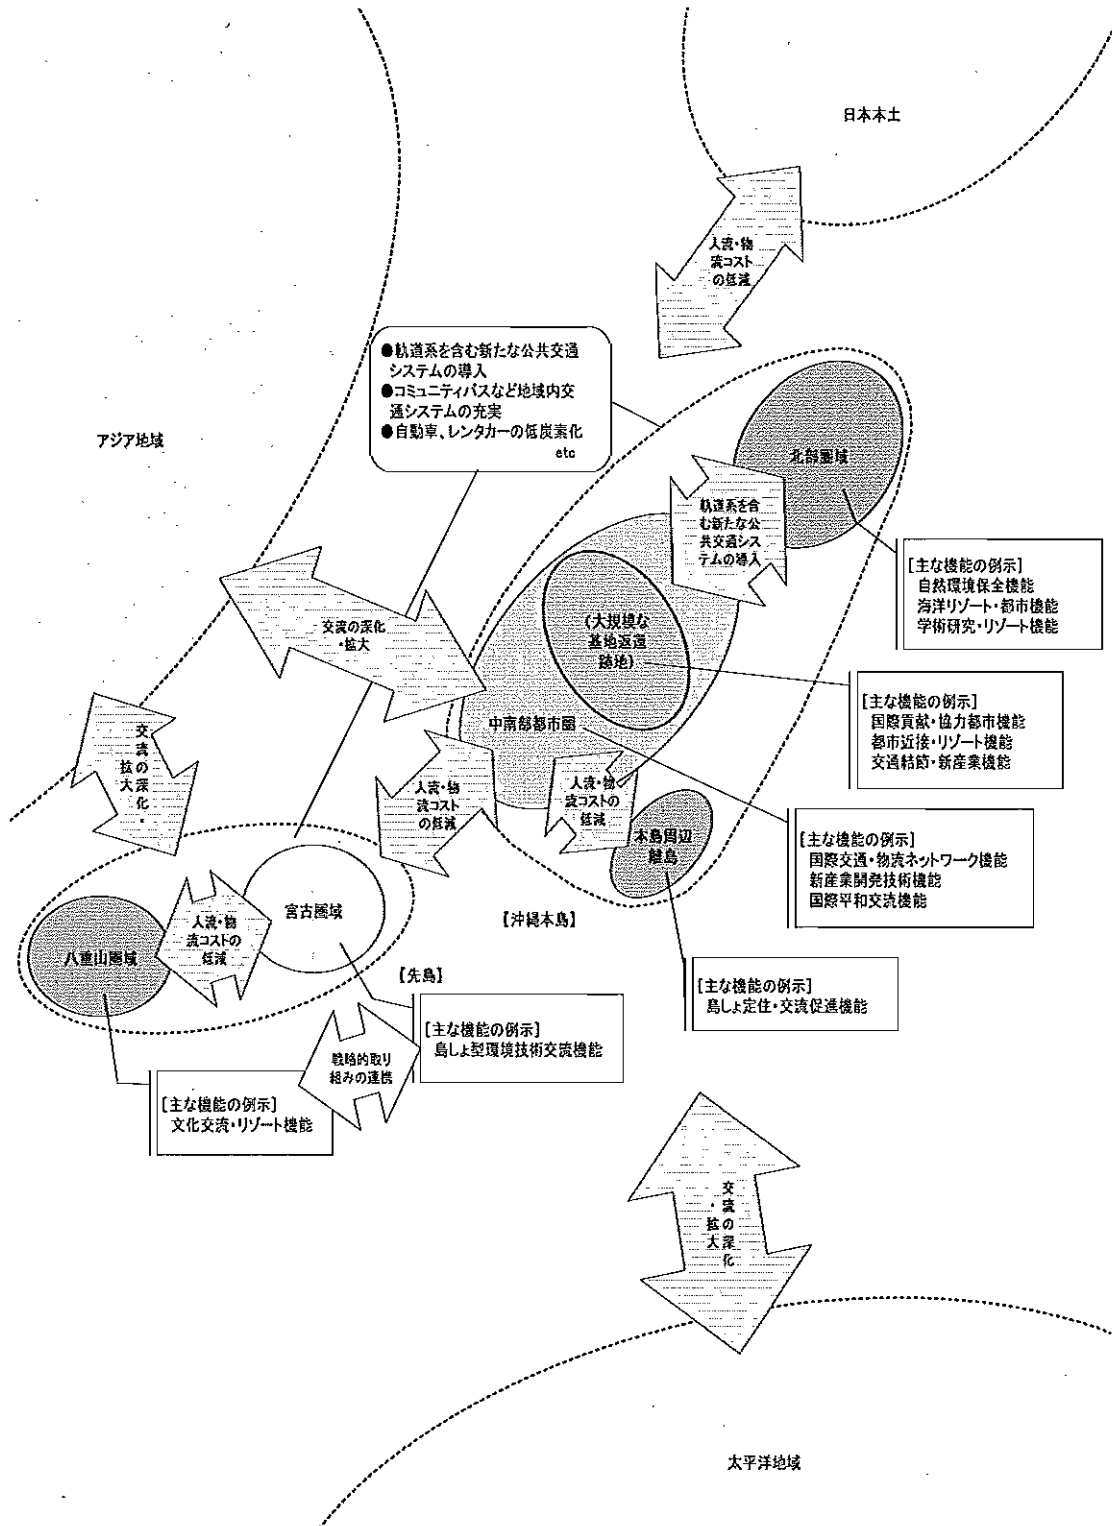 日本本土
人流・物
流コスト
の低減
●軌道系を含む新たな公共交通
システムの導入
●コミュニティバスなど地域内交
通システムの充実
●自動車、レンタカーの低炭素化
etc
アジア地域
北部圏域
軌道系を含
む新たな公
共交通シス
テムの導入
[主な機能の例示]
自然環境保全機能
海洋リゾート・都市機能
学術研究・リゾート機能
(大規模な
基地返還
跡地)
交流の深化
・拡大
[主な機能の例示]
国際貢献・協力都市機能
都市近接・リゾート機能
交通結節・新産業機能
中南部都市圏
交流の深化・
拡大
人流・物
流コスト
の低減
人流・物
流コストの
低減
本島周辺
離島
[主な機能の例示]
国際交通・物流ネットワーク機能
新産業開発技術機能
国際平和交流機能
宮古圏域
【沖縄本島】
人流・物
流コストの
低減
八重山圏域
【先島】
[主な機能の例示]
島しょ定住・交流促進機能
[主な機能の例示]
島しょ型環境技術交流機能
戦略的取り
組みの連携
[主な機能の例示]
文化交流・リゾート機能
交流の深化
・拡大
太平洋地域